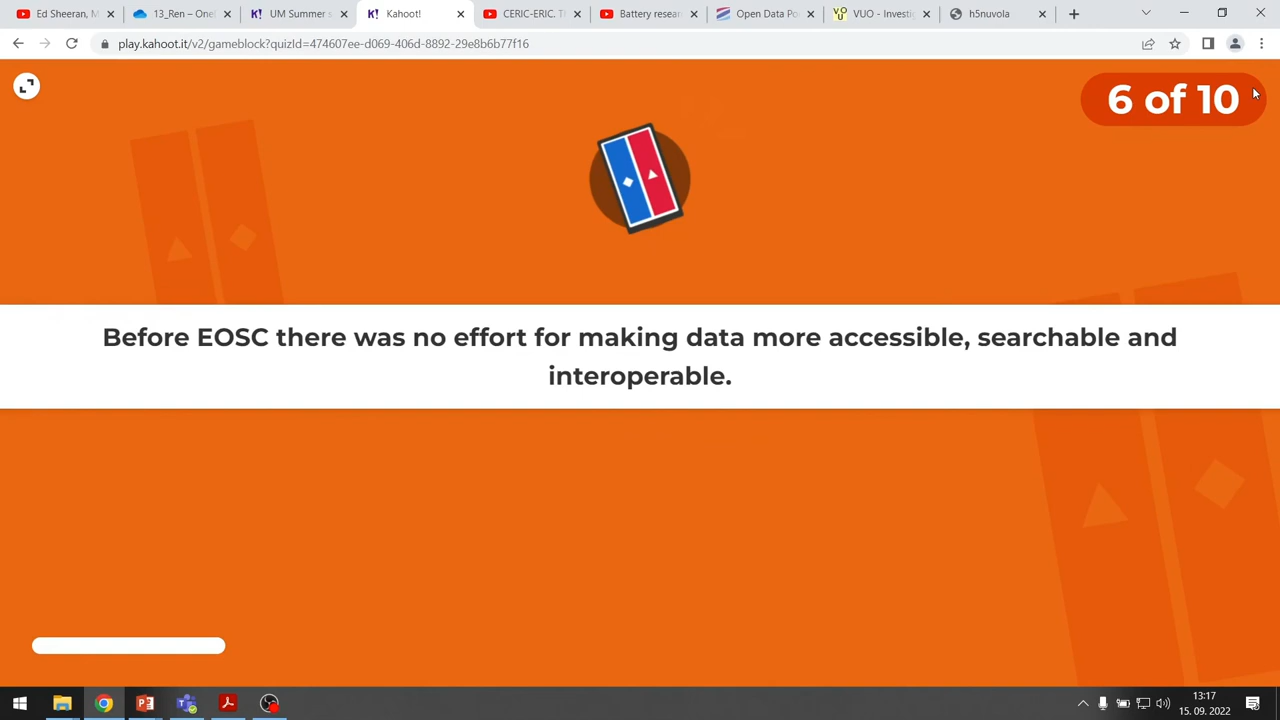 Ed Sheeran, M
13_Ren – OneD
K! UM Summer s
K! Kahoot!
CERIC-ERIC. T
Battery resear
Open Data Po
VUO - Investig
h5nuvola
play.kahoot.it/v2/gameblock?quizId=474607ee-d069-406d-8892-29e8b6b77f16
6 of 10
Before EOSC there was no effort for making data more accessible, searchable and
interoperable.
13:17
15. 09. 2022